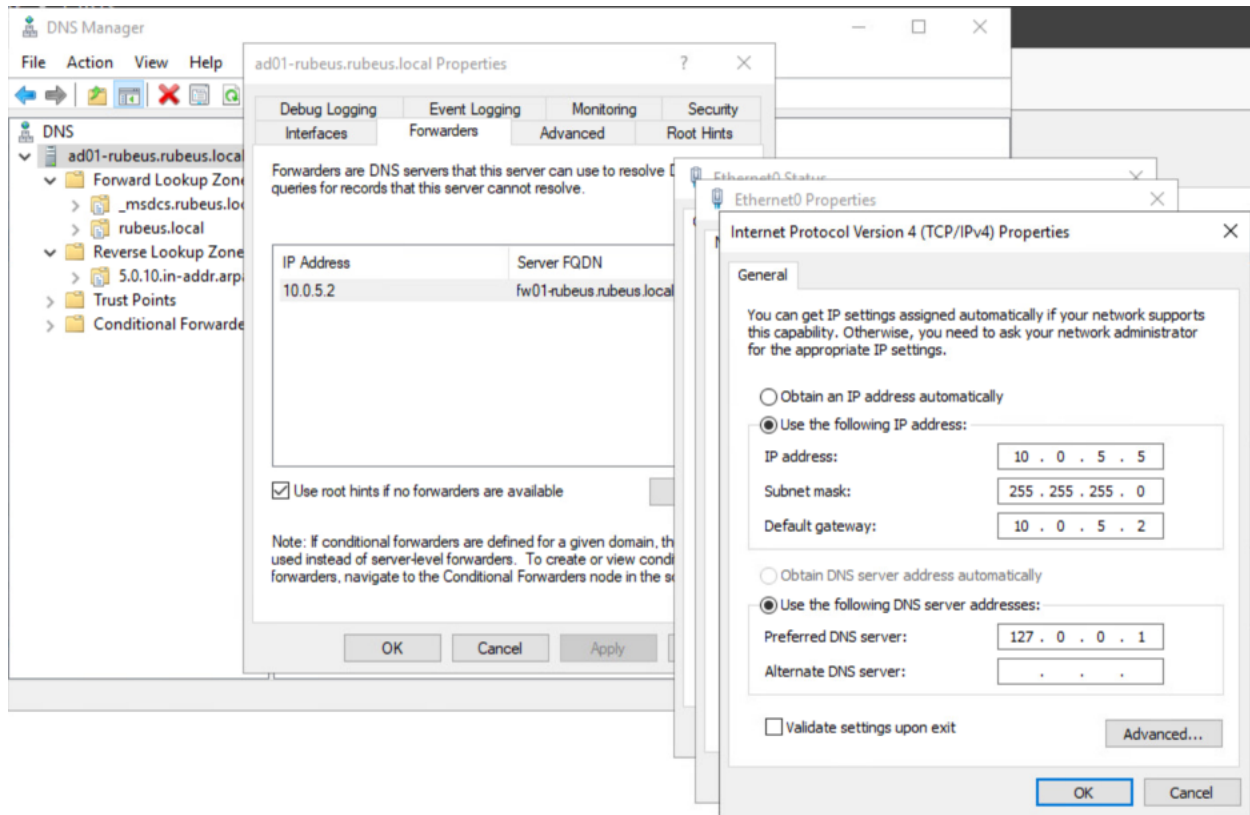 DNS Manager
File Action View Help
DNS
ad01-rubeus.rubeus.local
Forward Lookup Zone
_msdcs.rubeus.lo
rubeus.local
Reverse Lookup Zone
5.0.10.in-addr.arp
Trust Points
Conditional Forwarde
ad01-rubeus.rubeus.local Properties
?
Debug Logging Event Logging Monitoring Security
Interfaces Forwarders Advanced Root Hints
Forwarders are DNS servers that this server can use to resolve
queries for records that this server cannot resolve.
IP Address Server FQDN
10.0.5.2 fw01-rubeus.rubeus.local
Use root hints if no forwarders are available
Note: If conditional forwarders are defined for a given domain,
used instead of server-level forwarders. To create or view
forwarders, navigate to the Conditional Forwarders node in the
OK Cancel Apply
Ethernet0 Status
Ethernet0 Properties
Internet Protocol Version 4 (TCP/IPv4) Properties
General
You can get IP settings assigned automatically if your network supports
this capability. Otherwise, you need to ask your network administrator
for the appropriate IP settings.
Obtain an IP address automatically
Use the following IP address:
IP address: 10 . 0 . 5 . 5
Subnet mask: 255 . 255 . 255 . 0
Default gateway: 10 . 0 . 5 . 2
Obtain DNS server address automatically
Use the following DNS server addresses:
Preferred DNS server: 127 . 0 . 0 . 1
Alternate DNS server: . . .
Validate settings upon exit
Advanced...
OK Cancel